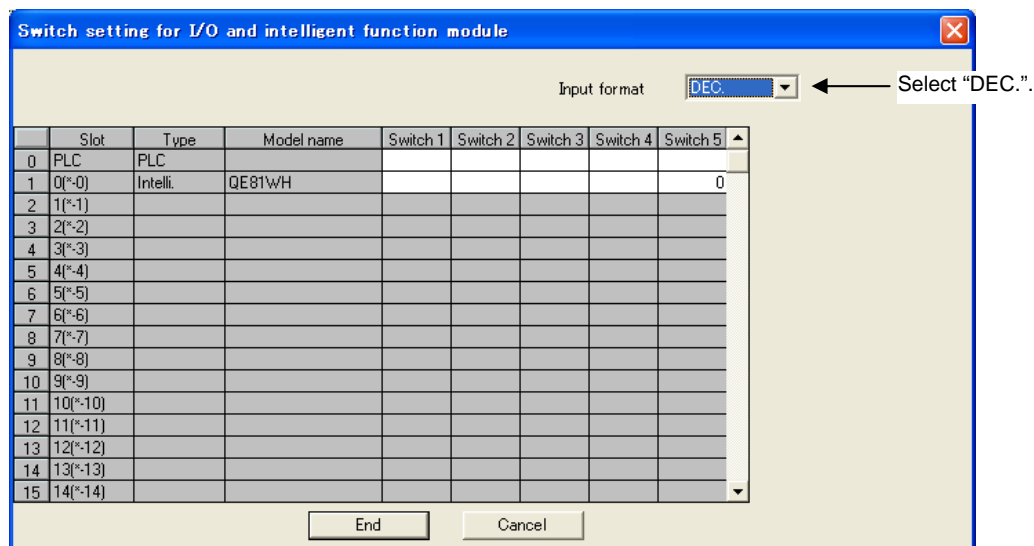 Switch setting for I/O and intelligent function module
Input format DEC. Select “DEC.”.
Slot Type Model name Switch 1 Switch 2 Switch 3 Switch 4 Switch 5
0 PLC PLC
1 0(*-0) Intelli. QE81WH 0
2 1(*-1)
3 2(*-2)
4 3(*-3)
5 4(*-4)
6 5(*-5)
7 6(*-6)
8 7(*-7)
9 8(*-8)
10 9(*-9)
11 10(*-10)
12 11(*-11)
13 12(*-12)
14 13(*-13)
15 14(*-14)
End Cancel